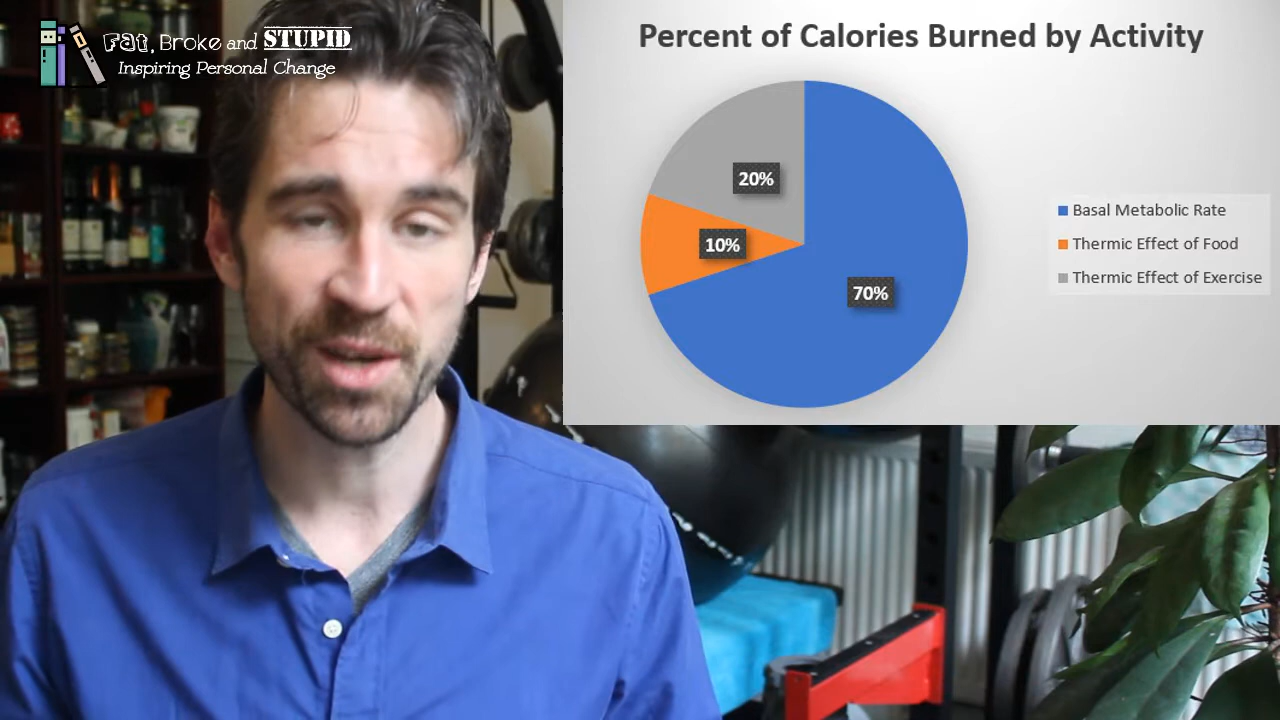 Fat, Broke and STUPID
Inspiring Personal Change
Percent of Calories Burned by Activity
20%
10%
70%
Basal Metabolic Rate
Thermic Effect of Food
Thermic Effect of Exercise